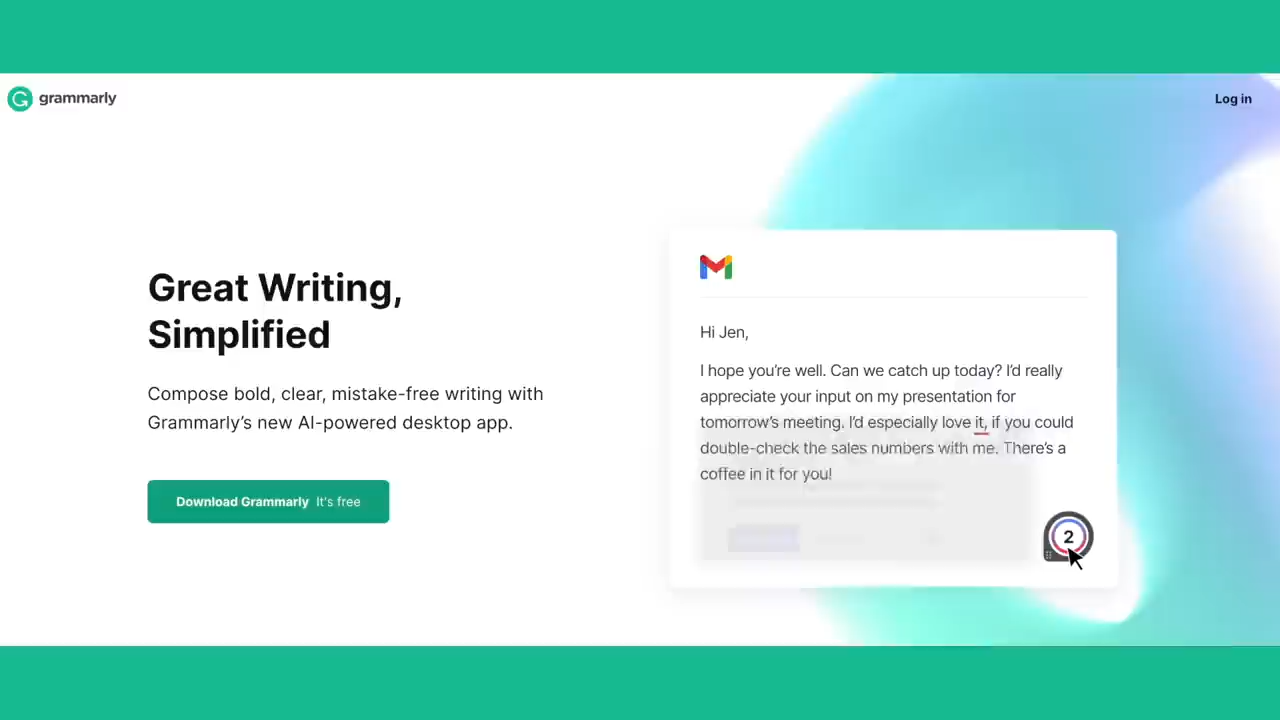 grammarly
Log in
Great Writing,
Simplified
Compose bold, clear, mistake-free writing with
Grammarly’s new AI-powered desktop app.
Download Grammarly It's free
Hi Jen,
I hope you’re well. Can we catch up today? I’d really
appreciate your input on my presentation for
tomorrow’s meeting. I’d especially love it, if you could
double-check the sales numbers with me. There’s a
coffee in it for you!
2